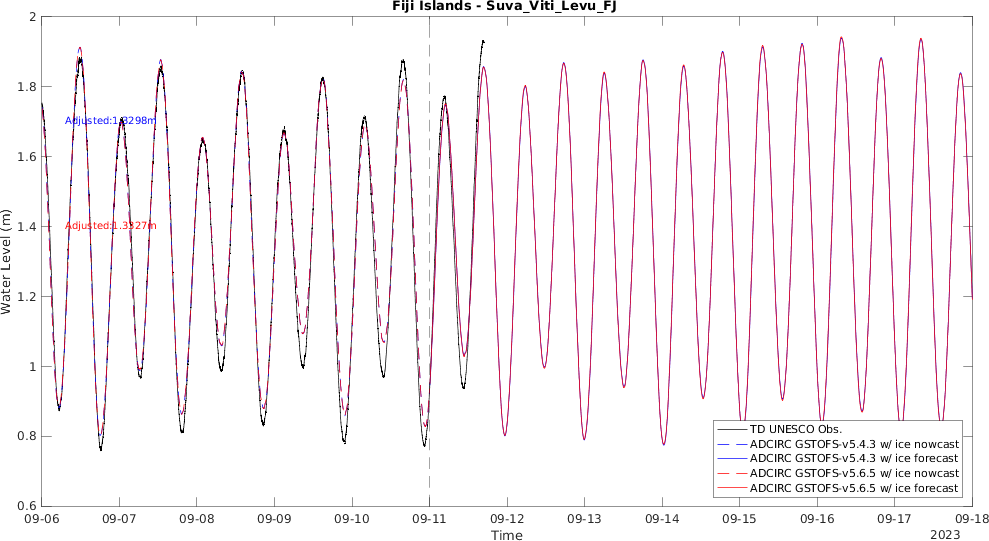 Fiji Islands - Suva_Viti_Levu_FJ
2
1.8
1.6
1.4
1.2
1
0.8
0.6
Water Level (m)
Adjusted:1.3298m
Adjusted:1.3327m
TD UNESCO Obs.
ADCIRC GSTOFS-v5.4.3 w/ ice nowcast
ADCIRC GSTOFS-v5.4.3 w/ ice forecast
ADCIRC GSTOFS-v5.6.5 w/ ice nowcast
ADCIRC GSTOFS-v5.6.5 w/ ice forecast
09-06 09-07 09-08 09-09 09-10 09-11 09-12 09-13 09-14 09-15 09-16 09-17 09-18
Time
2023